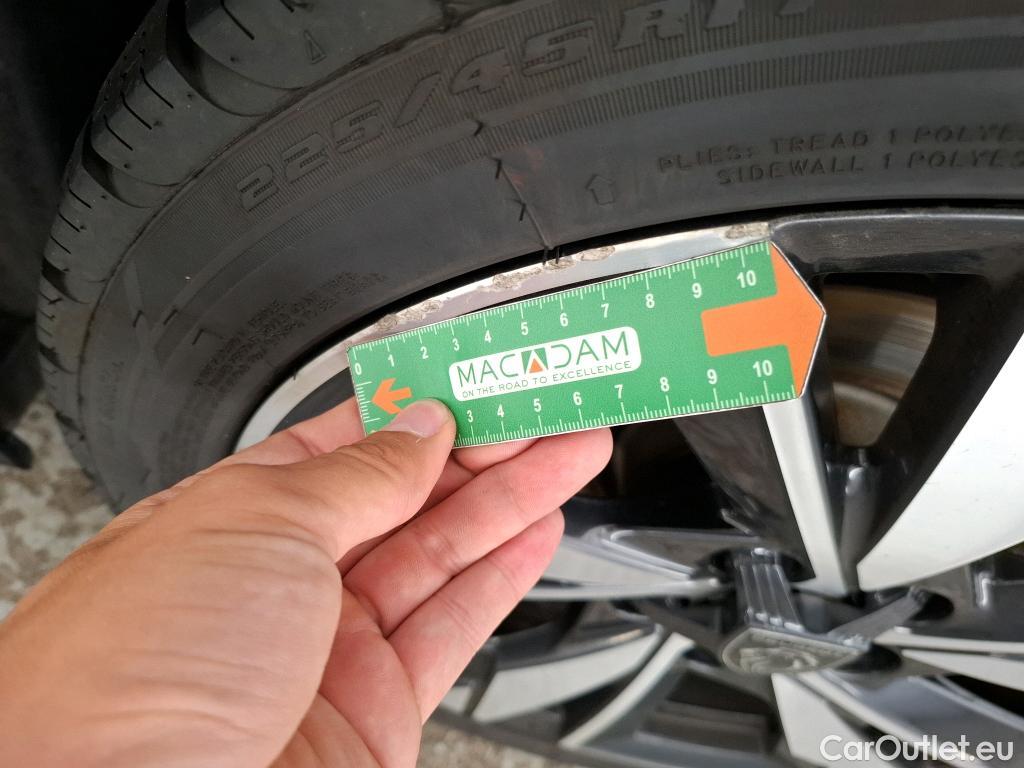 225/45R17
PLIES: TREAD 1 POLYE
SIDEWALL 1 POLYES
0 1 2 3 4 5 6 7 8 9 10
MACADAM
ON THE ROAD TO EXCELLENCE
3 4 5 6 7 8 9 10
CarOutlet.eu